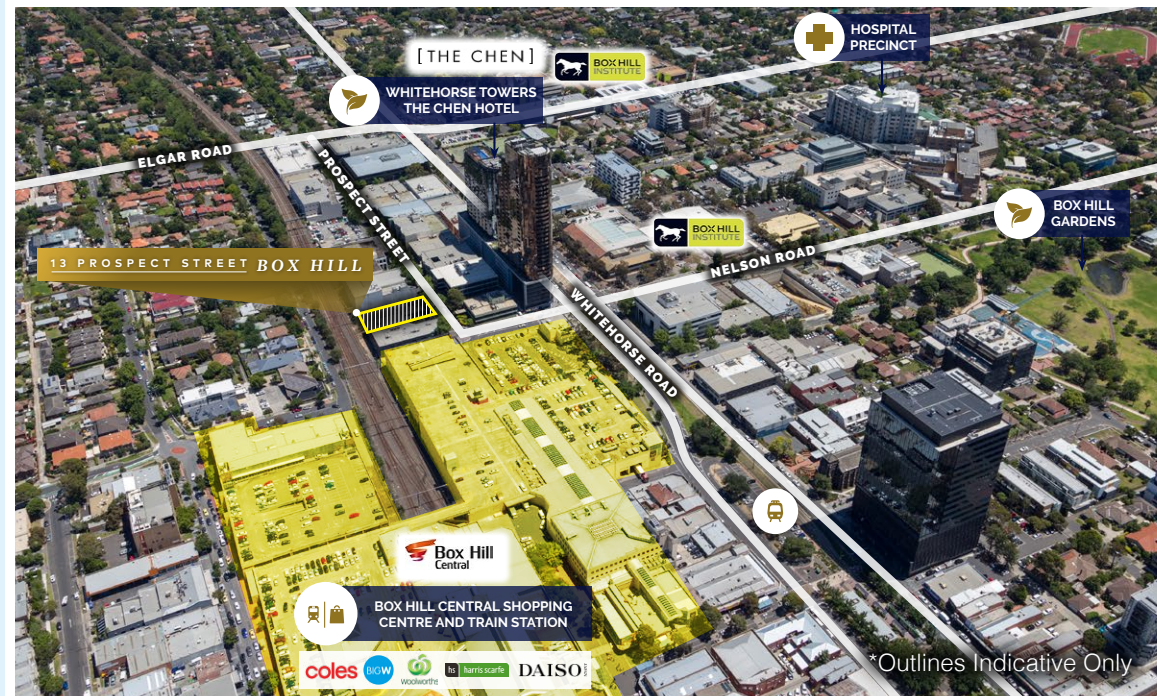 [THE CHEN]
BOX HILL
INSTITUTE
HOSPITAL
PRECINCT
WHITEHORSE TOWERS
THE CHEN HOTEL
ELGAR ROAD
PROSPECT STREET
BOX HILL
GARDENS
BOX HILL
INSTITUTE
NELSON ROAD
13 PROSPECT STREET BOX HILL
WHITEHORSE ROAD
Box Hill
Central
BOX HILL CENTRAL SHOPPING
CENTRE AND TRAIN STATION
coles BIGW woolworths hs harris scarfe DAISO
*Outlines Indicative Only